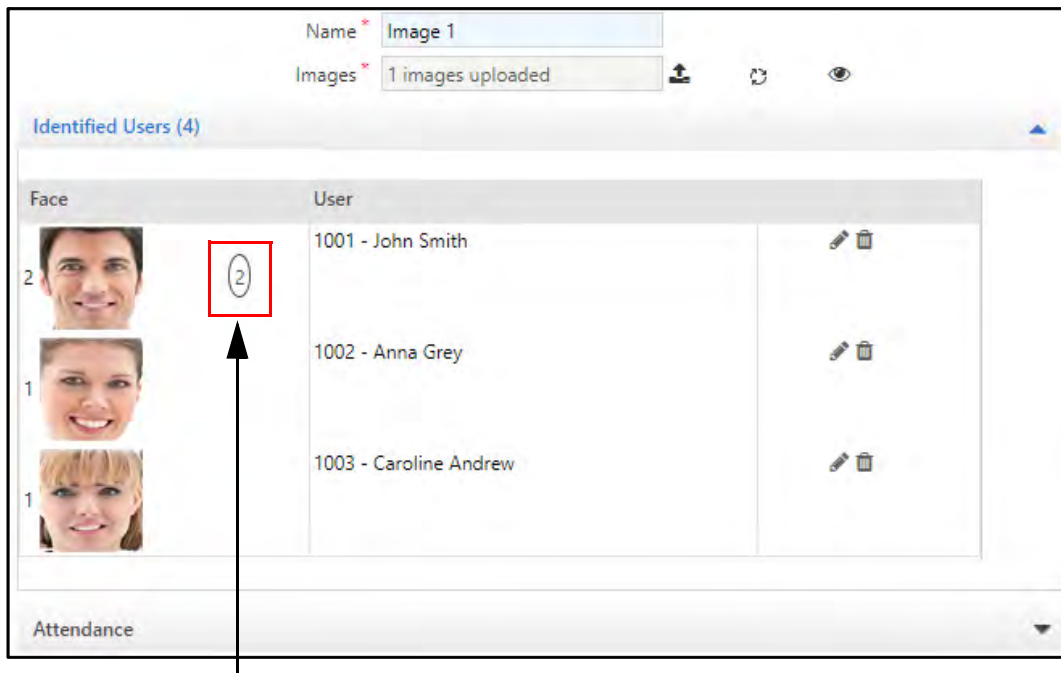 Name *  Image 1
Images *  1 images uploaded
Identified Users (4)
Face  User
2  2  1001 - John Smith
1  1002 - Anna Grey
1  1003 - Caroline Andrew
Attendance